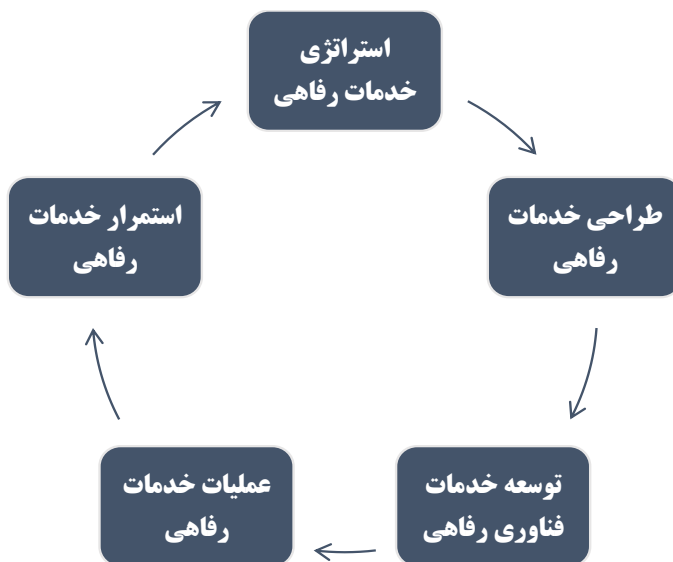 استراتژی
خدمات رفاهی
طراحی خدمات
رفاهی
توسعه خدمات
فناوری رفاهی
عملیات خدمات
رفاهی
استمرار خدمات
رفاهی